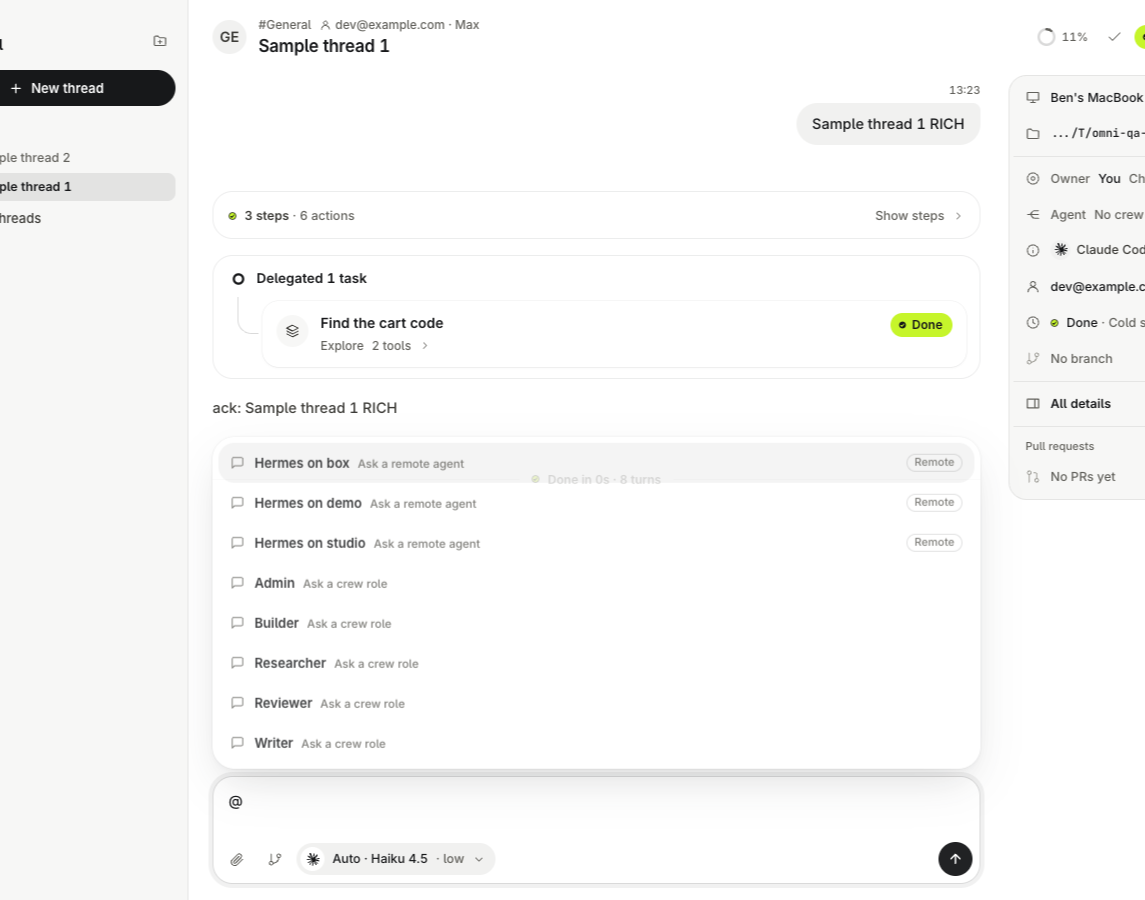 l
+ New thread
ple thread 2
ple thread 1
hreads
GE
#General dev@example.com · Max
Sample thread 1
11%
13:23
Sample thread 1 RICH
3 steps · 6 actions
Show steps
Delegated 1 task
Find the cart code
Explore 2 tools
Done
ack: Sample thread 1 RICH
Hermes on box Ask a remote agent Remote
Done in 0s · 8 turns
Hermes on demo Ask a remote agent Remote
Hermes on studio Ask a remote agent Remote
Admin Ask a crew role
Builder Ask a crew role
Researcher Ask a crew role
Reviewer Ask a crew role
Writer Ask a crew role
@
Auto · Haiku 4.5 · low
Ben's MacBook
.../T/omni-qa-
Owner You Ch
Agent No crew
Claude Cod
dev@example.c
Done · Cold s
No branch
All details
Pull requests
No PRs yet